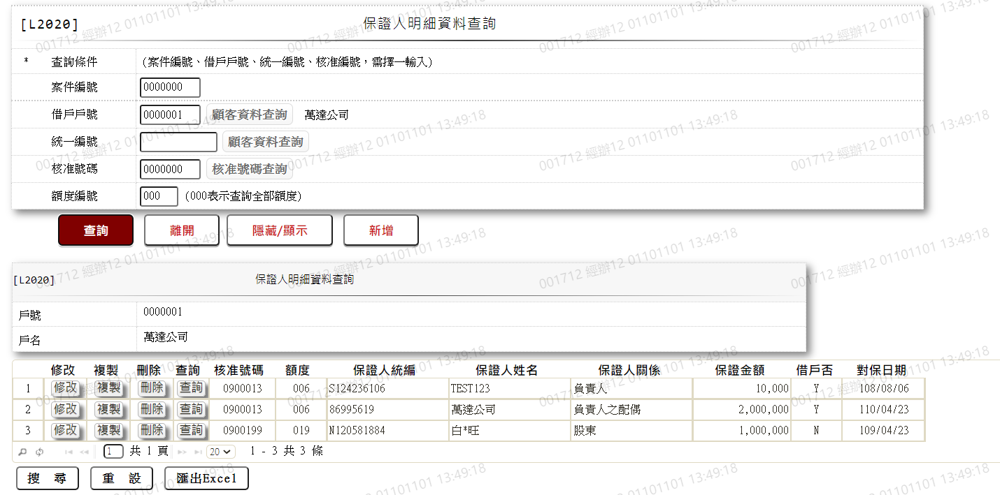 [L2020] 保證人明細資料查詢
* 查詢條件 (案件編號、借戶戶號、統一編號、核准編號，需擇一輸入)
案件編號 0000000
借戶戶號 0000001 顧客資料查詢 萬達公司
統一編號 顧客資料查詢
核准號碼 0000000 核准號碼查詢
額度編號 000 (000表示查詢全部額度)
查詢 離開 隱藏/顯示 新增
[L2020] 保證人明細資料查詢
戶號 0000001
戶名 萬達公司
修改 複製 刪除 查詢 核准號碼 額度 保證人統編 保證人姓名 保證人關係 保證金額 借戶否 對保日期
1 修改 複製 刪除 查詢 0900013 006 S124236106 TEST123 負責人 10,000 Y 108/08/06
2 修改 複製 刪除 查詢 0900013 006 86995619 萬達公司 負責人之配偶 2,000,000 Y 110/04/23
3 修改 複製 刪除 查詢 0900199 019 N120581884 白*旺 股東 1,000,000 N 109/04/23
1 共 1 頁 20 1 - 3 共 3 條
搜 尋 重 設 匯出Excel
001712 經辦12 01101101 13:49:18